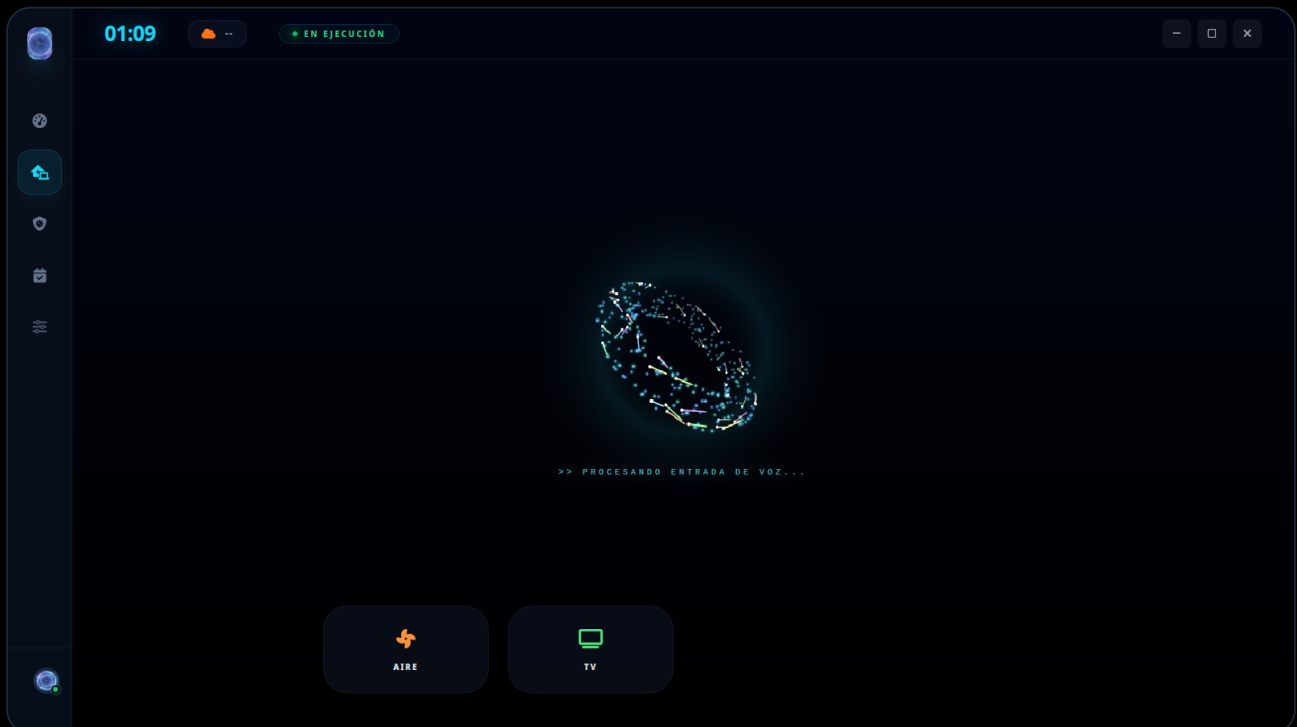 01:09
--
EN EJECUCIÓN
>> PROCESANDO ENTRADA DE VOZ...
AIRE
TV